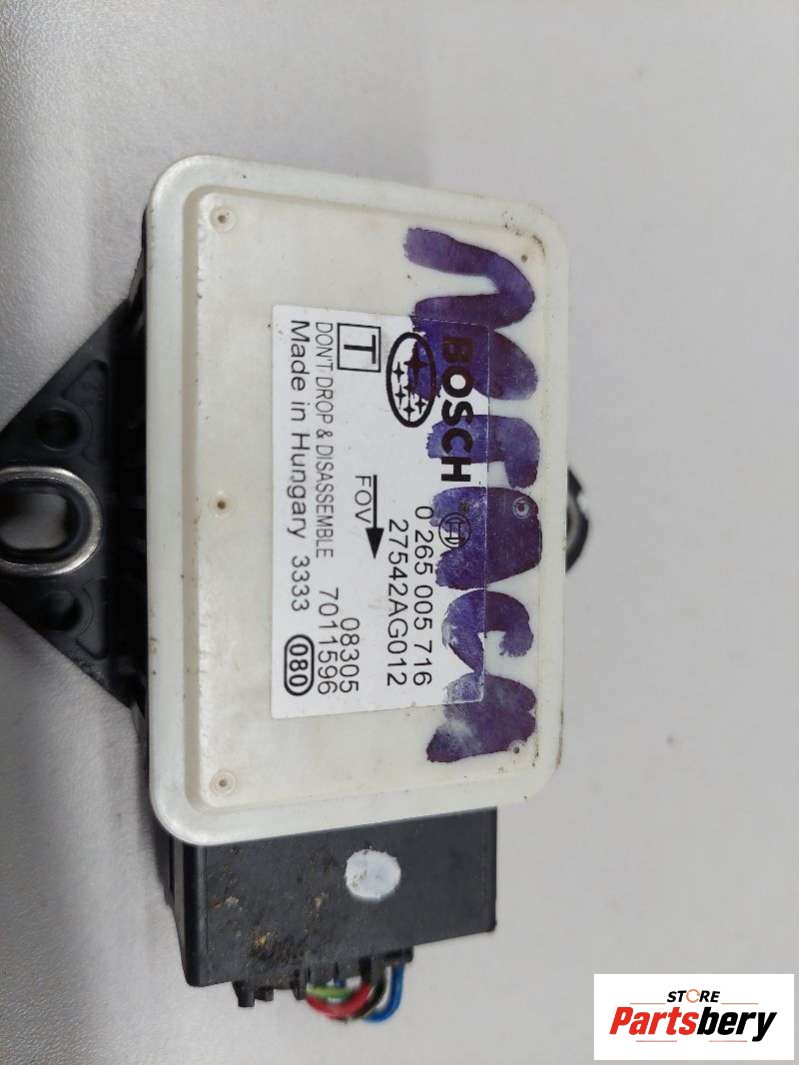 BOSCH
0 265 005 716
27542AG012
T
FOV
08305
DON'T DROP & DISASSEMBLE 7011596
Made in Hungary 3333 080
STORE
Partsbery